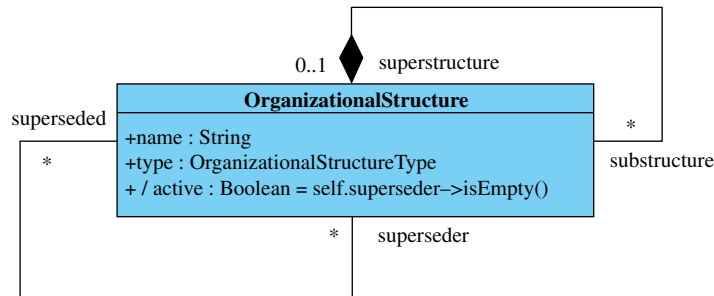 0..1
superstructure
OrganizationalStructure
superseded
*
+name : String
+type : OrganizationalStructureType
+ / active : Boolean = self.superseder–>isEmpty()
*
substructure
*
superseder